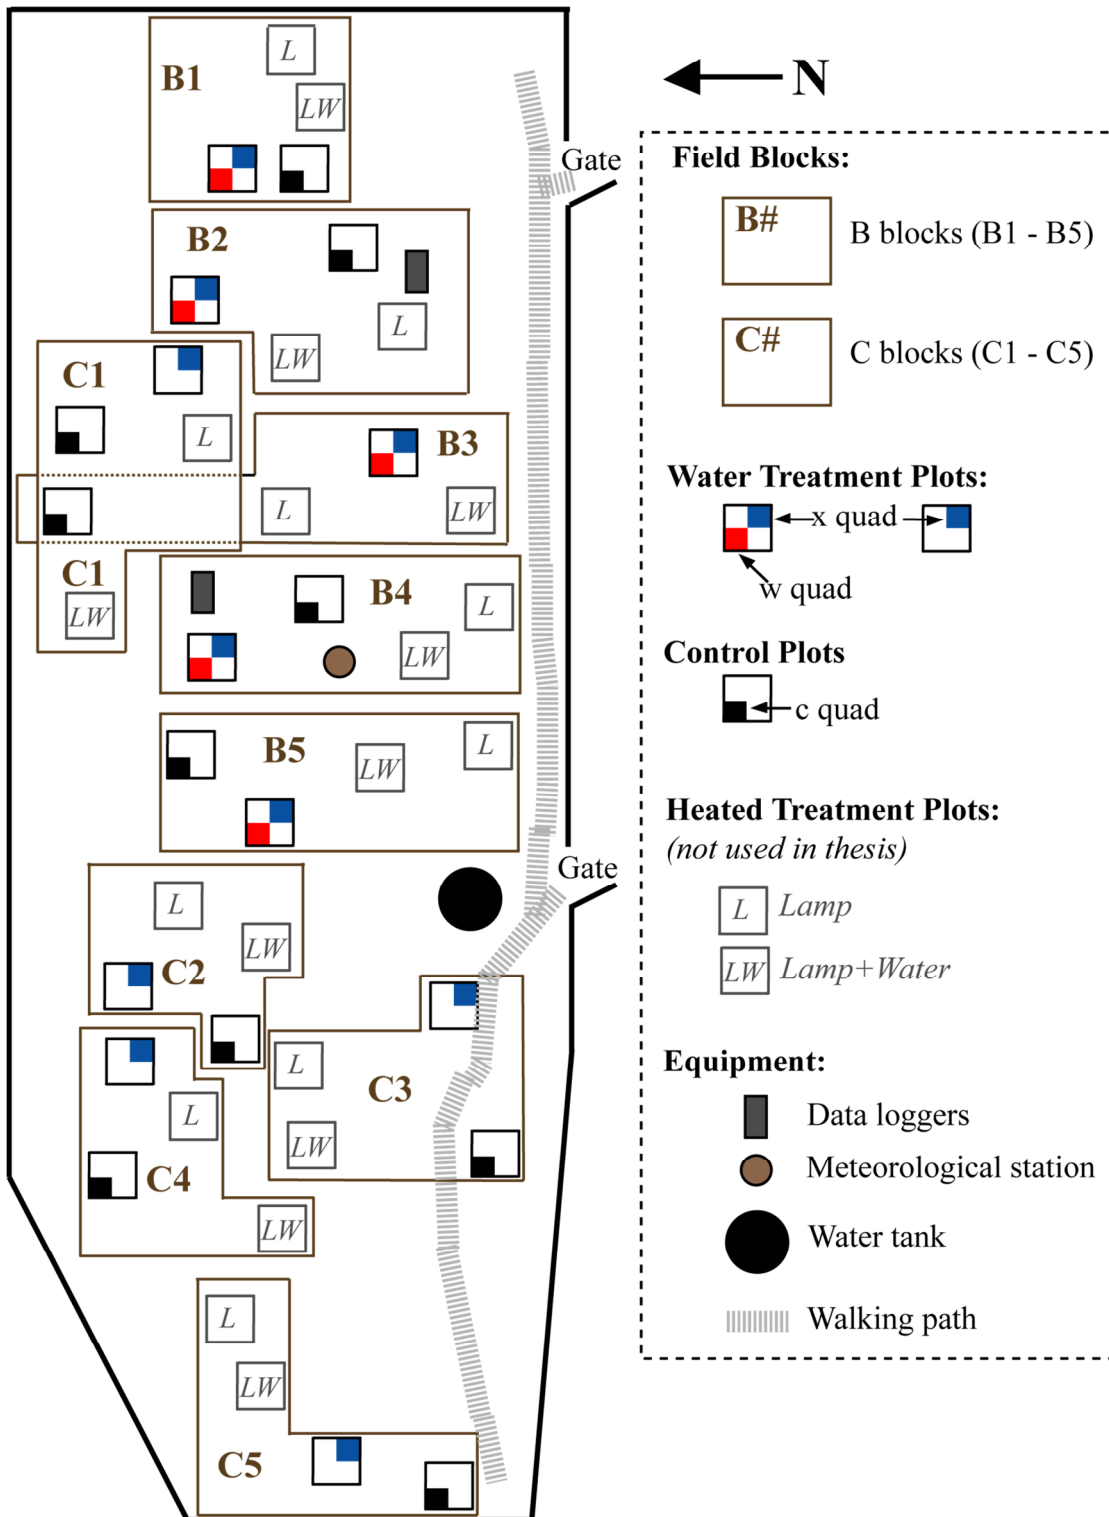 N
B1
L
LW
Gate
B2
L
LW
C1
L
B3
L
LW
C1
LW
B4
L
LW
B5
L
LW
Gate
L
LW
C2
L
C3
LW
L
C4
LW
L
LW
C5
Field Blocks:
B#
B blocks (B1 - B5)
C#
C blocks (C1 - C5)
Water Treatment Plots:
x quad
w quad
Control Plots
c quad
Heated Treatment Plots:
(not used in thesis)
L Lamp
LW Lamp+Water
Equipment:
Data loggers
Meteorological station
Water tank
Walking path